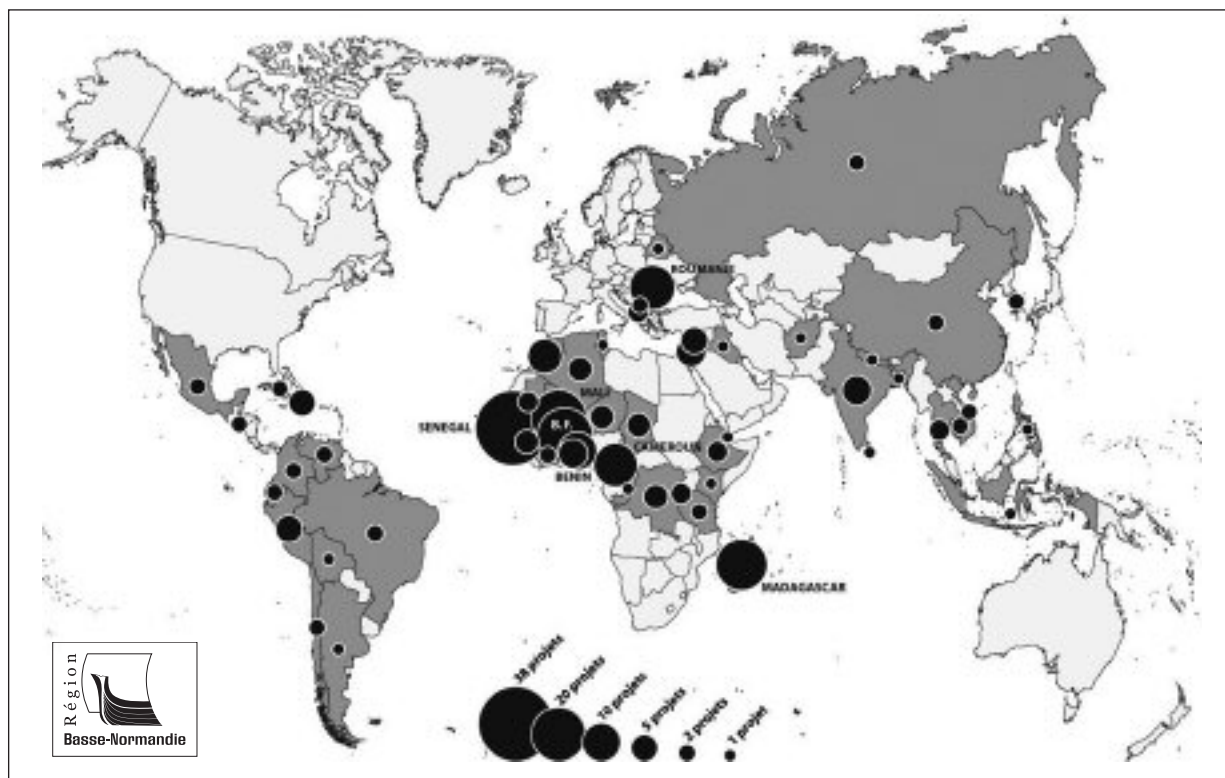 ROUMANIE
MALI
SENEGAL
B.F.
CAMEROUN
BENIN
MADAGASCAR
38 projets
20 projets
10 projets
5 projets
2 projets
1 projet
Région
Basse-Normandie